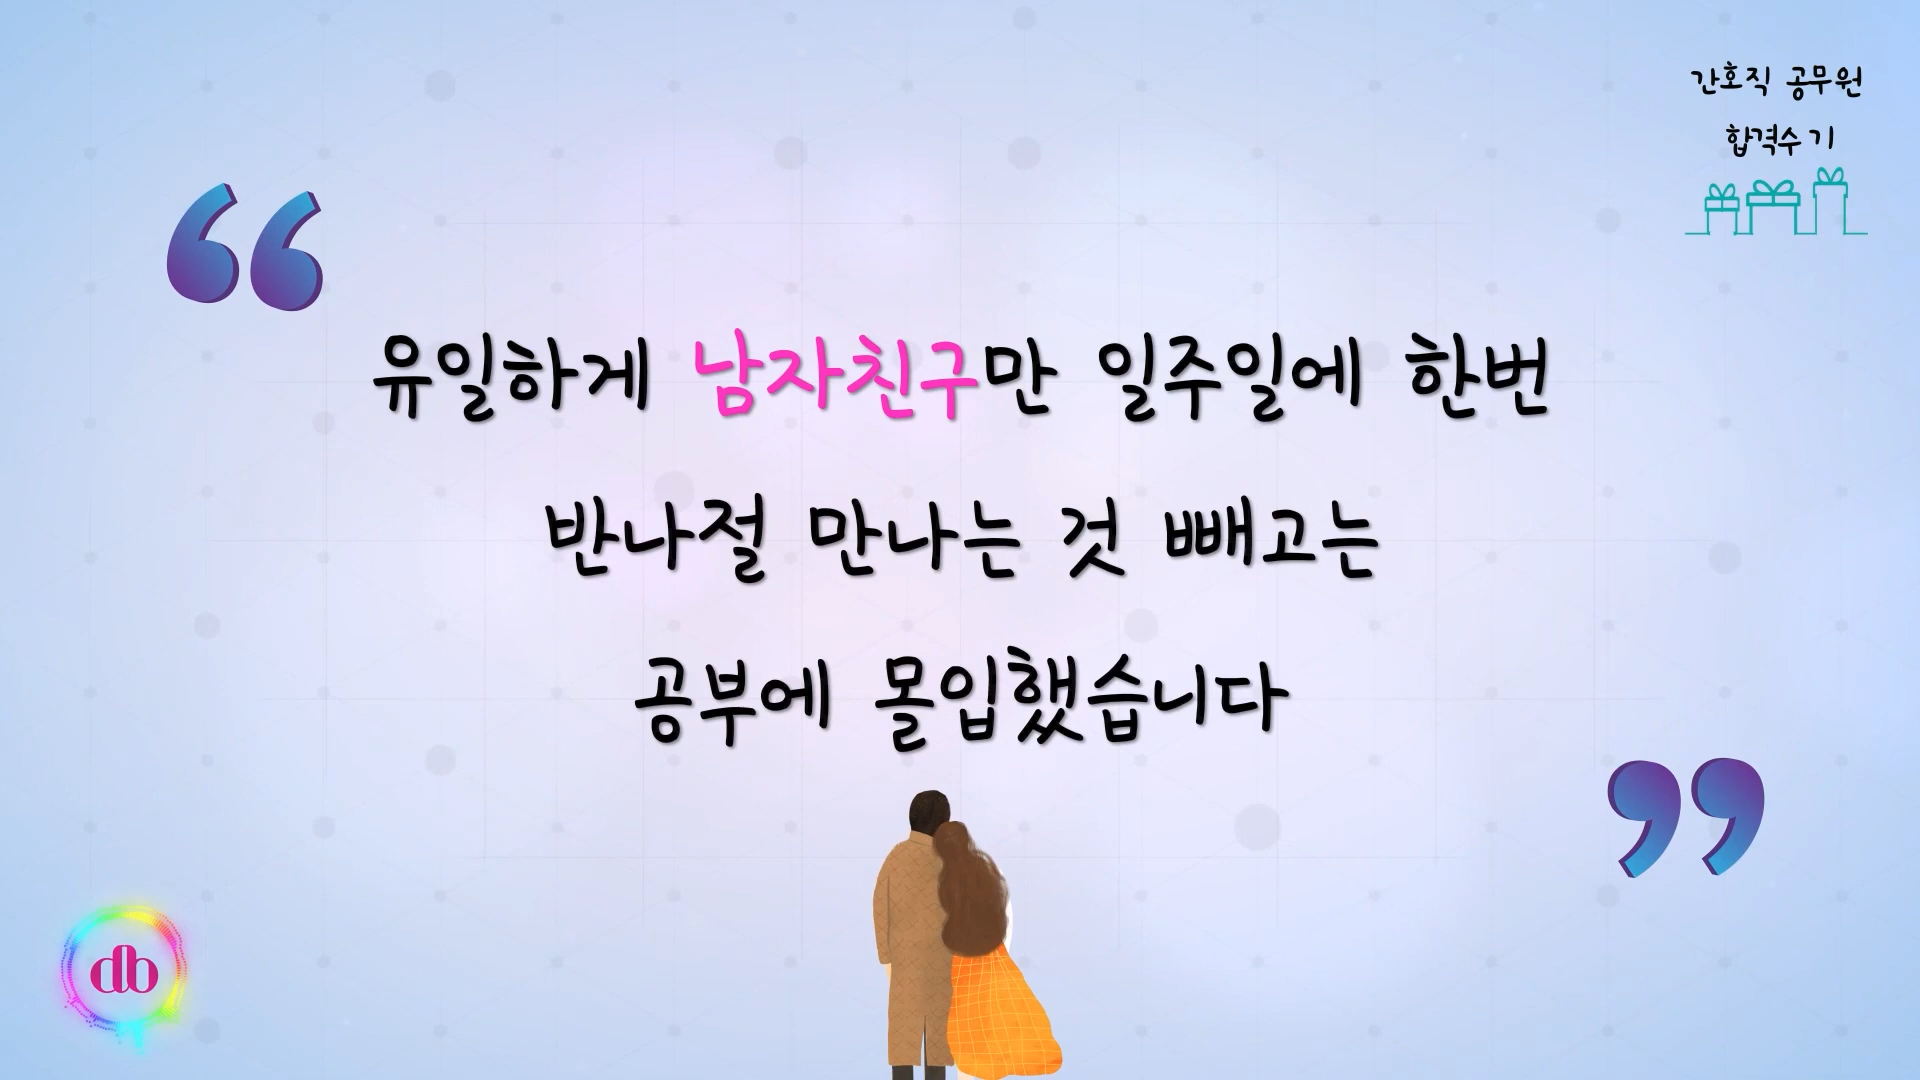 간호직 공무원
합격수기
“
유일하게 남자친구만 일주일에 한번
반나절 만나는 것 빼고는
공부에 몰입했습니다
”
db